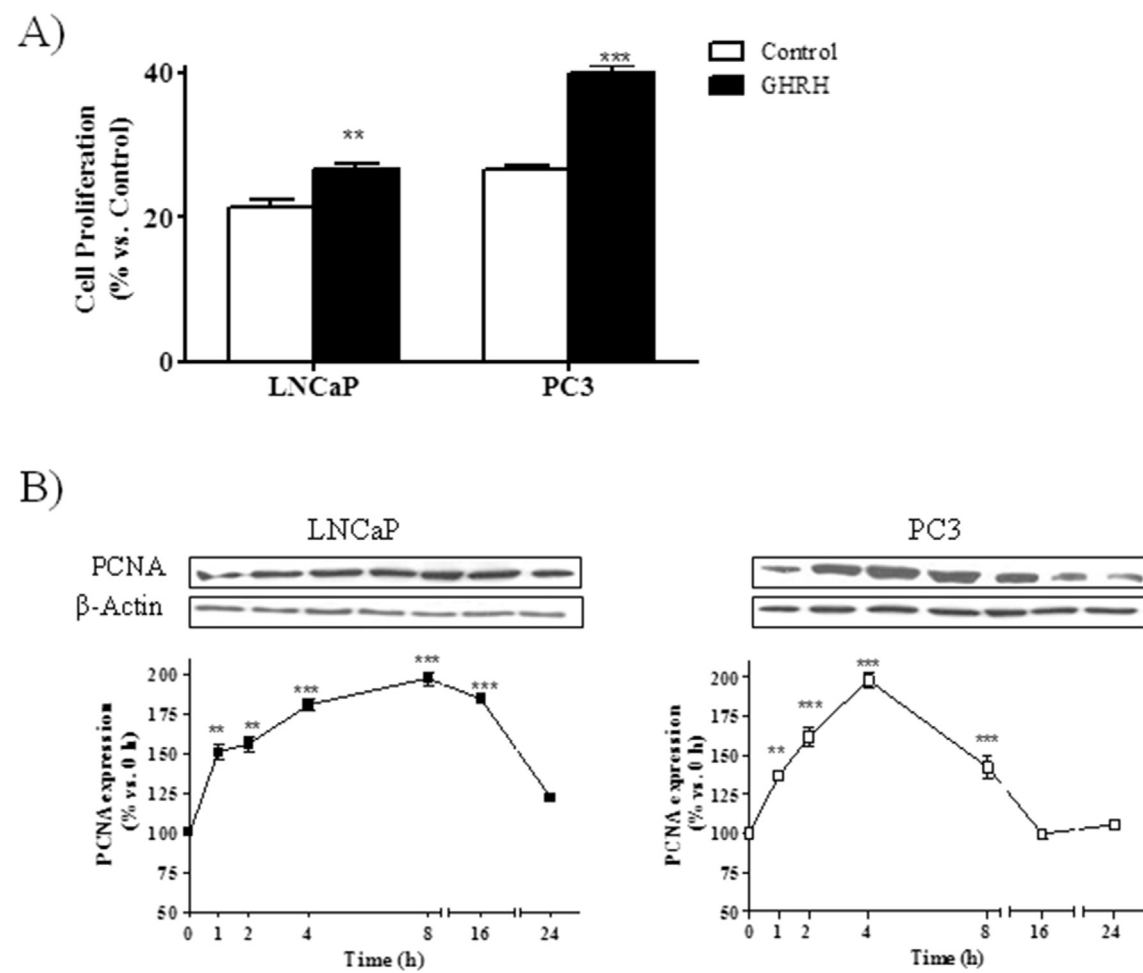 A)
Cell Proliferation
(% vs. Control)
40
20
0
**
***
LNCaP
PC3
Control
GHRH
B)
LNCaP
PCNA
β-Actin
PCNA expression
(% vs. 0 h)
200
175
150
125
100
75
50
**
**
***
***
***
0 1 2 4 8 16 24
Time (h)
PC3
PCNA expression
(% vs. 0 h)
200
175
150
125
100
75
50
**
***
***
***
0 1 2 4 8 16 24
Time (h)